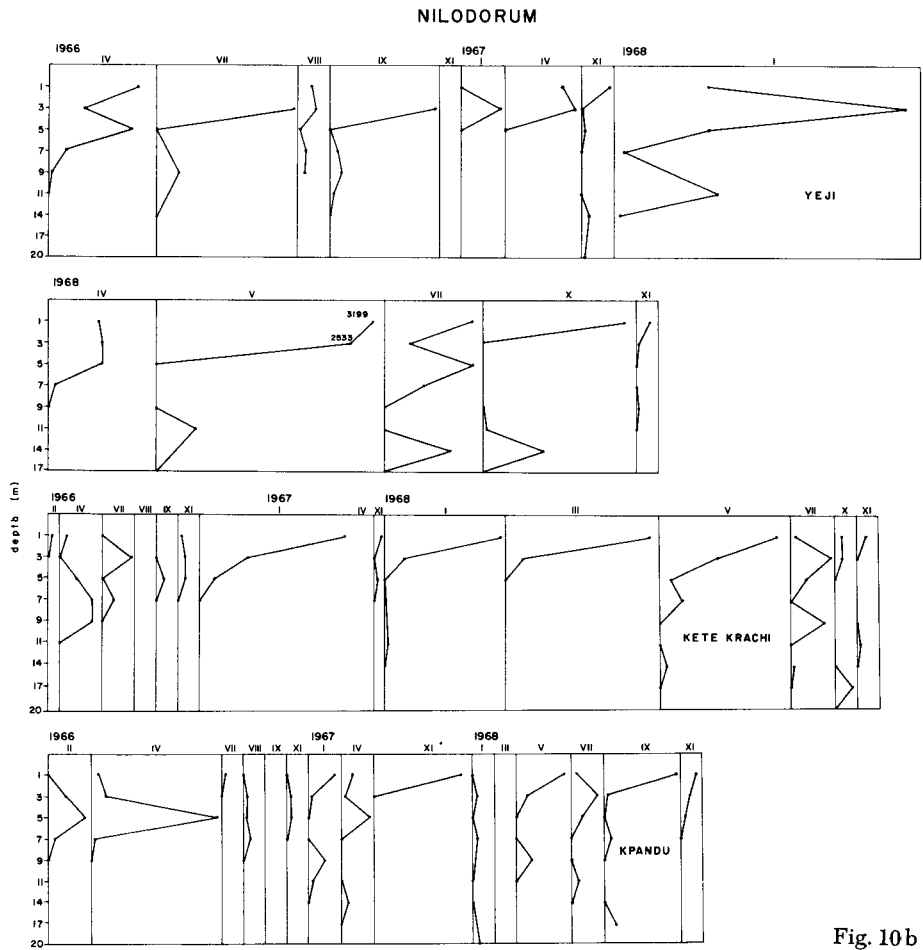 NILODORUM
1966 1967 1968
IV VII VIII IX XI I IV XI I
1
3
5
7
9
11
14
17
20
YEJI
1968
IV V VII X XI
1
3
5
7
9
11
14
17
3199
2533
depth (m)
1966 1967 1968
II IV VII VIII IX XI I IV XI I III V VII X XI
1
3
5
7
9
11
14
17
20
KETE KRACHI
1966 1967 1968
II IV VII VIII IX XI I IV XI I III V VII IX XI
1
3
5
7
9
11
14
17
20
KPANDU
Fig. 10b